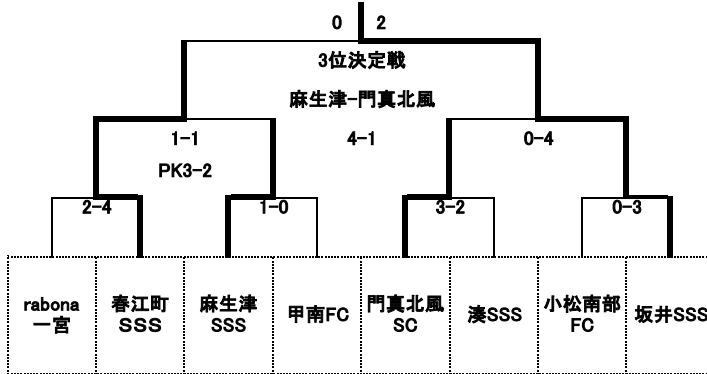 0 2
3位決定戦
麻生津-門真北風
1-1 4-1 0-4
PK3-2
2-4 1-0 3-2 0-3
rabona
一宮
春江町
ＳＳＳ
麻生津
SSS
甲南FC
門真北風
SC
湊SSS
小松南部
FC
坂井SSS